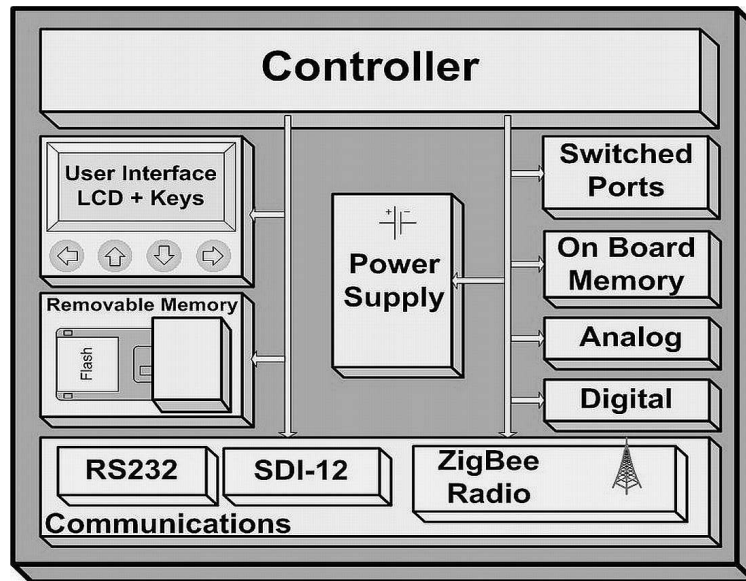 Controller
User Interface
LCD + Keys
Switched
Ports
+ −
Power
Supply
On Board
Memory
Removable Memory
Flash
Analog
Digital
RS232
SDI-12
ZigBee
Radio
Communications